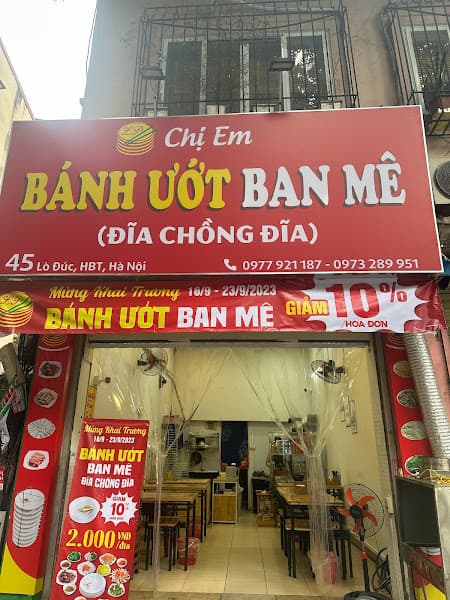 Chị Em
BÁNH ƯỚT BAN MÊ
(ĐĨA CHỒNG ĐĨA)
45 Lò Đúc, HBT, Hà Nội
0977 921 187 - 0973 289 951
Mừng Khai Trương 16/9 - 23/9/2023
BÁNH ƯỚT BAN MÊ
GIẢM 10%
/HÓA ĐƠN
Mừng Khai Trương
16/9 - 23/9/2023
BÁNH ƯỚT
BAN MÊ
ĐĨA CHỒNG ĐĨA
GIẢM
10%
2.000 VNĐ
/đĩa